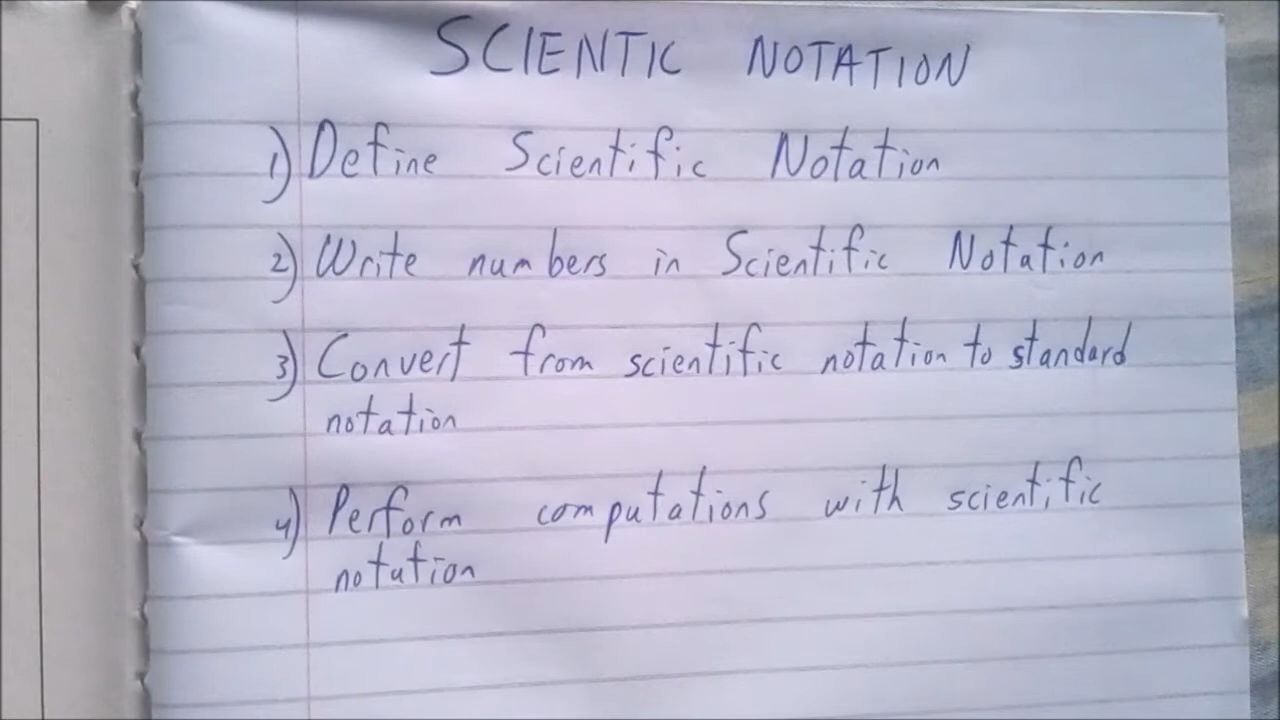 SCIENTIC NOTATION
1) Define Scientific Notation
2) Write numbers in Scientific Notation
3) Convert from scientific notation to standard
notation
4) Perform computations with scientific
notation